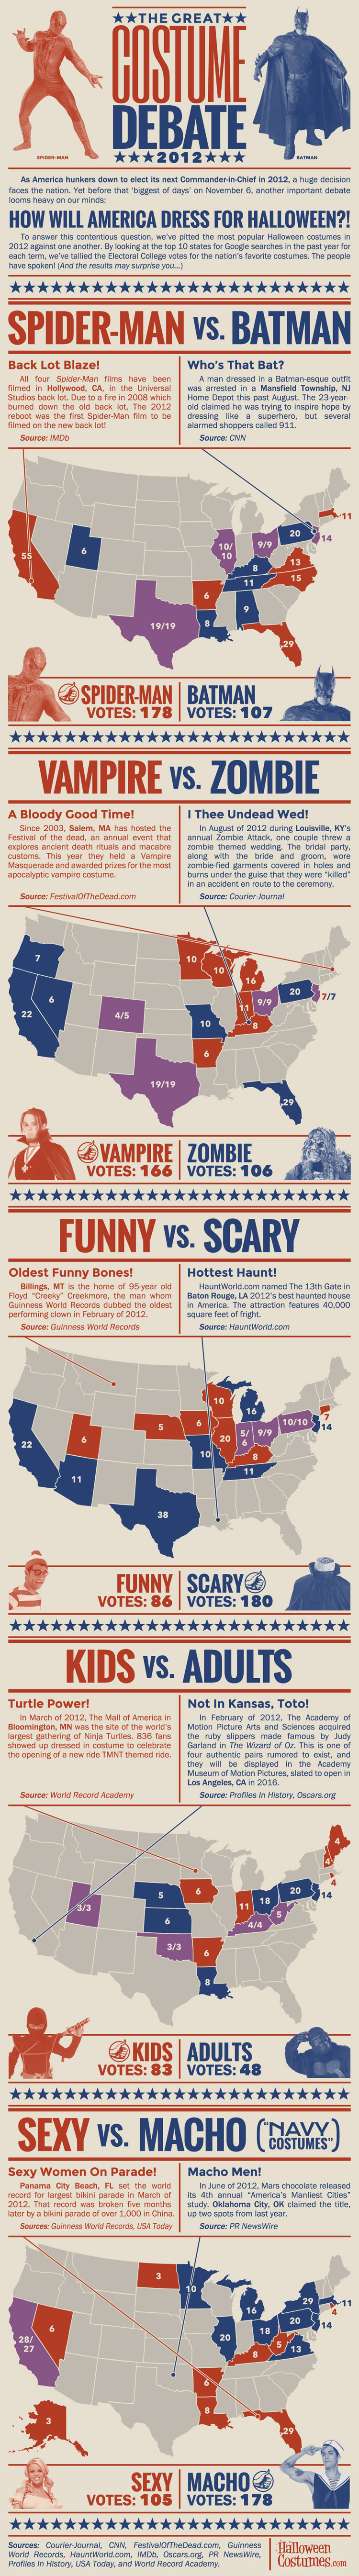 ★★THE GREAT★★
COSTUME
DEBATE
★★★2012★★★
SPIDER-MAN
BATMAN
As America hunkers down to elect its next Commander-in-Chief in 2012, a huge decision
faces the nation. Yet before that 'biggest of days' on November 6, another important debate
looms heavy on our minds:
HOW WILL AMERICA DRESS FOR HALLOWEEN?!
To answer this contentious question, we've pitted the most popular Halloween costumes in
2012 against one another. By looking at the top 10 states for Google searches in the past year for
each term, we've tallied the Electoral College votes for the nation's favorite costumes. The people
have spoken! (And the results may surprise you...)
SPIDER-MAN VS. BATMAN
Back Lot Blaze!
All four Spider-Man films have been
filmed in Hollywood, CA, in the Universal
Studios back lot. Due to a fire in 2008 which
burned down the old back lot, The 2012
reboot was the first Spider-Man film to be
filmed on the new back lot!
Source: IMDb
Who's That Bat?
A man dressed in a Batman-esque outfit
was arrested in a Mansfield Township, NJ
Home Depot this past August. The 23-year-
old claimed he was trying to inspire hope by
dressing like a superhero, but several
alarmed shoppers called 911.
Source: CNN
11
20
14
55
6
10/
10
9/9
13
8
11
15
6
9
19/19
8
29
SPIDER-MAN
VOTES: 178
BATMAN
VOTES: 107
VAMPIRE VS. ZOMBIE
A Bloody Good Time!
Since 2003, Salem, MA has hosted the
Festival of the dead, an annual event that
explores ancient death rituals and macabre
customs. This year they held a Vampire
Masquerade and awarded prizes for the most
apocalyptic vampire costume.
Source: FestivalOfTheDead.com
I Thee Undead Wed!
In August of 2012 during Louisville, KY's
annual Zombie Attack, one couple threw a
zombie themed wedding. The bridal party,
along with the bride and groom, wore
zombie-fied garments covered in holes and
burns under the guise that they were "killed"
in an accident en route to the ceremony.
Source: Courier-Journal
7
10
10
16
6
22
20
7/7
9/9
4/5
11
10
8
6
19/19
29
VAMPIRE
VOTES: 166
ZOMBIE
VOTES: 106
FUNNY VS. SCARY
Oldest Funny Bones!
Billings, MT is the home of 95-year old
Floyd "Creeky" Creekmore, the man whom
Guinness World Records dubbed the oldest
performing clown in February of 2012.
Source: Guinness World Records
Hottest Haunt!
HauntWorld.com named The 13th Gate in
Baton Rouge, LA 2012's best haunted house
in America. The attraction features 40,000
square feet of fright.
Source: HauntWorld.com
10
16
7
14
10/10
22
6
5
6
20
5/
6
9/9
10
8
11
11
38
FUNNY
VOTES: 86
SCARY
VOTES: 180
KIDS VS. ADULTS
Turtle Power!
In March of 2012, The Mall of America in
Bloomington, MN was the site of the world's
largest gathering of Ninja Turtles. 836 fans
showed up dressed in costume to celebrate
the opening of a new ride TMNT themed ride.
Source: World Record Academy
Not In Kansas, Toto!
In February of 2012, The Academy of
Motion Picture Arts and Sciences acquired
the ruby slippers made famous by Judy
Garland in The Wizard of Oz. This is one of
four authentic pairs rumored to exist, and
they will be displayed in the Academy
Museum of Motion Pictures, slated to open in
Los Angeles, CA in 2016.
Source: Profiles In History, Oscars.org
4
4
4
20
14
5
6
11
18
3/3
6
5
4/4
3/3
6
8
KIDS
VOTES: 83
ADULTS
VOTES: 48
SEXY VS. MACHO ("NAVY COSTUMES")
Sexy Women On Parade!
Panama City Beach, FL set the world
record for largest bikini parade in March of
2012. That record was broken five months
later by a bikini parade of over 1,000 in China.
Sources: Guinness World Records, USA Today
Macho Men!
In June of 2012, Mars chocolate released
its 4th annual "America's Manliest Cities"
study. Oklahoma City, OK claimed the title,
up two spots from last year.
Source: PR NewsWire
3
10
29
11
4
16
20
14
28/
27
6
20
18
5
13
8
6
8
3
29
SEXY
VOTES: 105
MACHO
VOTES: 178
Sources: Courier-Journal, CNN, FestivalOfTheDead.com, Guinness
World Records, HauntWorld.com, IMDb, Oscars.org, PR NewsWire,
Profiles In History, USA Today, and World Record Academy.
Halloween
Costumes.com